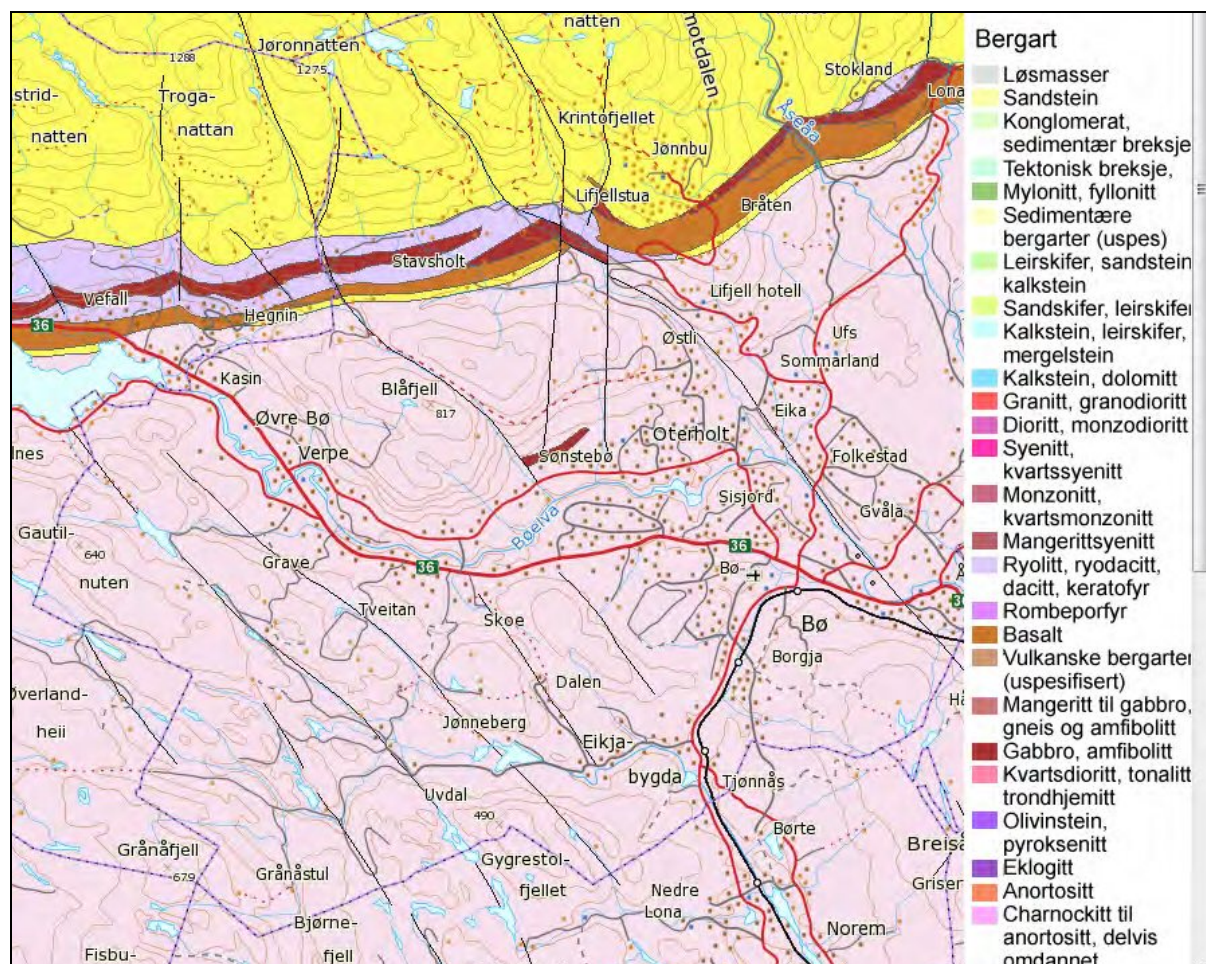 natten
Jøronnatten
1288
1275
motdalen
Stokland
strid-
natten
Troga-
nattan
natten
Krintofjellet
Lona
Åseåa
Jønnbu
Lifjellstua
Bråten
Stavsholt
Vefall
Hegnin
Lifjell hotell
36
Østli
Ufs
Sommarland
Kasin
Blåfjell
817
Øvre Bø
Eika
Oterholt
Verpe
Sønstebø
Folkestad
lnes
Sisjord
Gvåla
Gautil-
640
nuten
Grave
Bøelva
36
36
Bø
Tveitan
Skoe
Bø
Borgja
Dalen
Øverland-
heii
Jønneberg
Eikja-
bygda
Tjønnås
Uvdal
490
Børte
Grånåfjell
679
Grånåstul
Gygrestol-
fjellet
Breiså
Griser
Nedre
Lona
Bjørne-
fjell
Norem
Fisbu-
Bergart
Løsmasser
Sandstein
Konglomerat,
sedimentær breksje
Tektonisk breksje,
Mylonitt, fyllonitt
Sedimentære
bergarter (uspes)
Leirskifer, sandstein
kalkstein
Sandskifer, leirskifer
Kalkstein, leirskifer,
mergelstein
Kalkstein, dolomitt
Granitt, granodioritt
Dioritt, monzodioritt
Syenitt,
kvartssyenitt
Monzonitt,
kvartsmonzonitt
Mangerittsyenitt
Ryolitt, ryodacitt,
dacitt, keratofyr
Rombeporfyr
Basalt
Vulkanske bergarter
(uspesifisert)
Mangeritt til gabbro,
gneis og amfibolitt
Gabbro, amfibolitt
Kvartsdioritt, tonalitt
trondhjemitt
Olivinstein,
pyroksenitt
Eklogitt
Anortositt
Charnockitt til
anortositt, delvis
omdannet